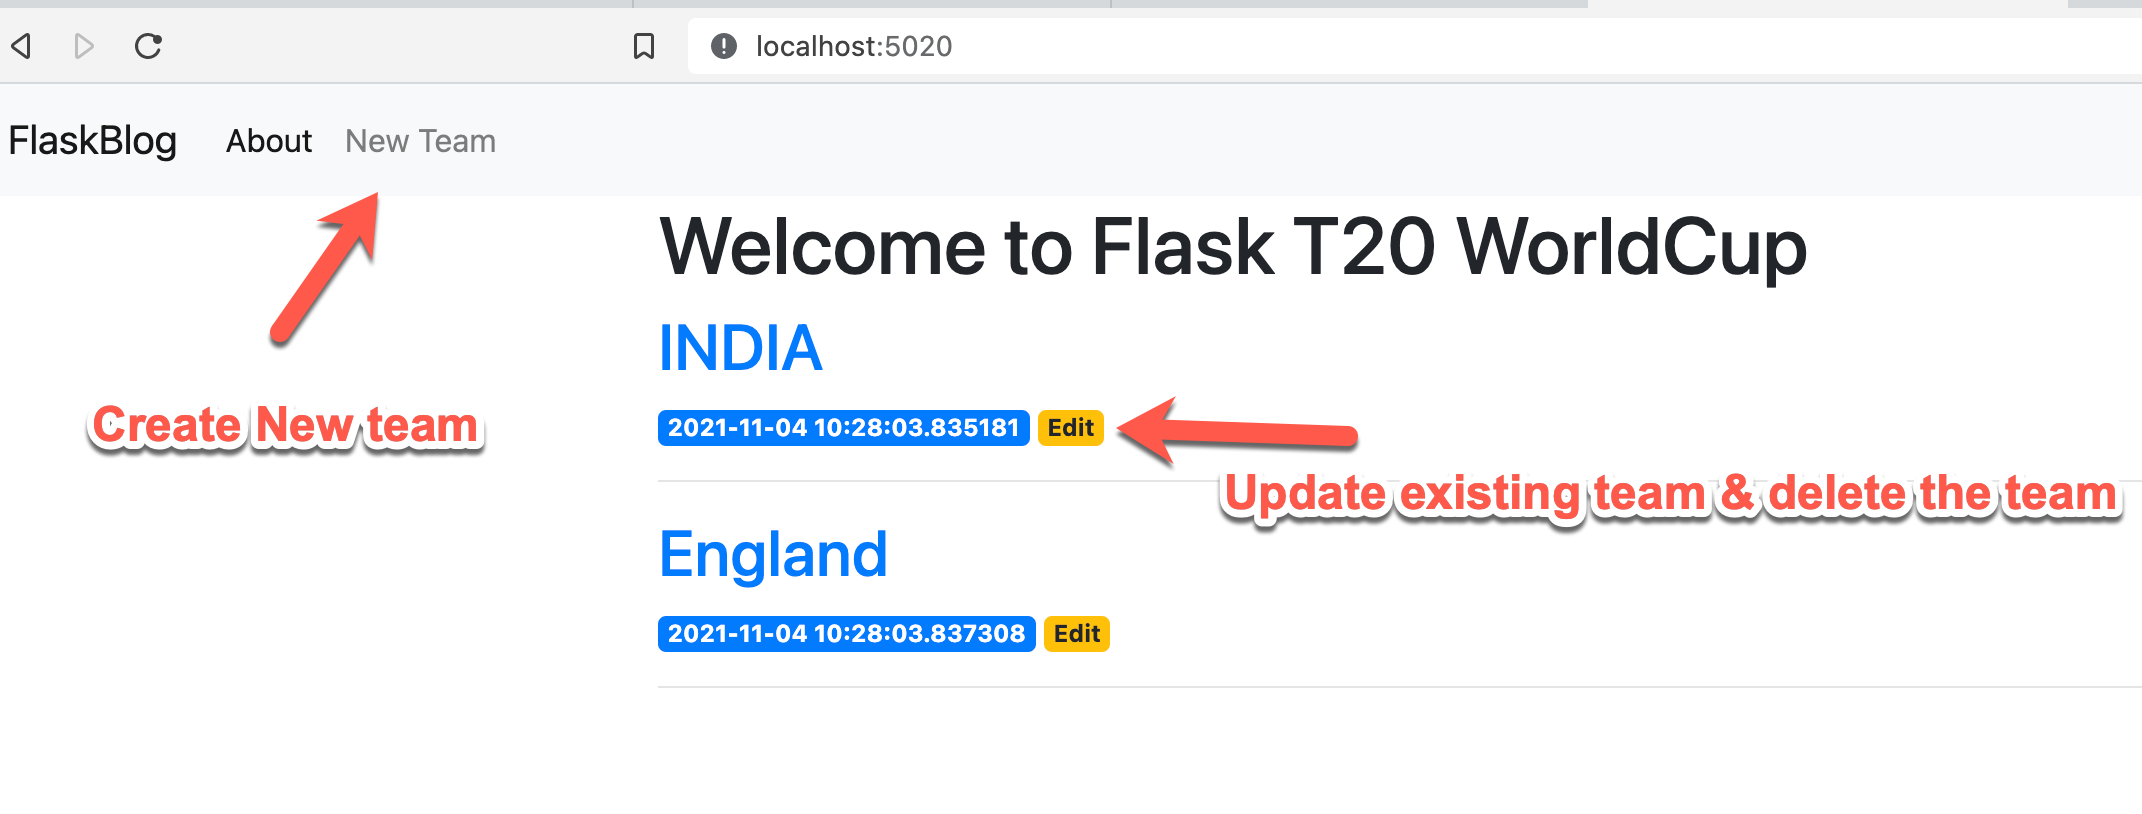 localhost:5020
FlaskBlog About New Team
Welcome to Flask T20 WorldCup
INDIA
Create New team
2021-11-04 10:28:03.835181 Edit
Update existing team & delete the team
England
2021-11-04 10:28:03.837308 Edit